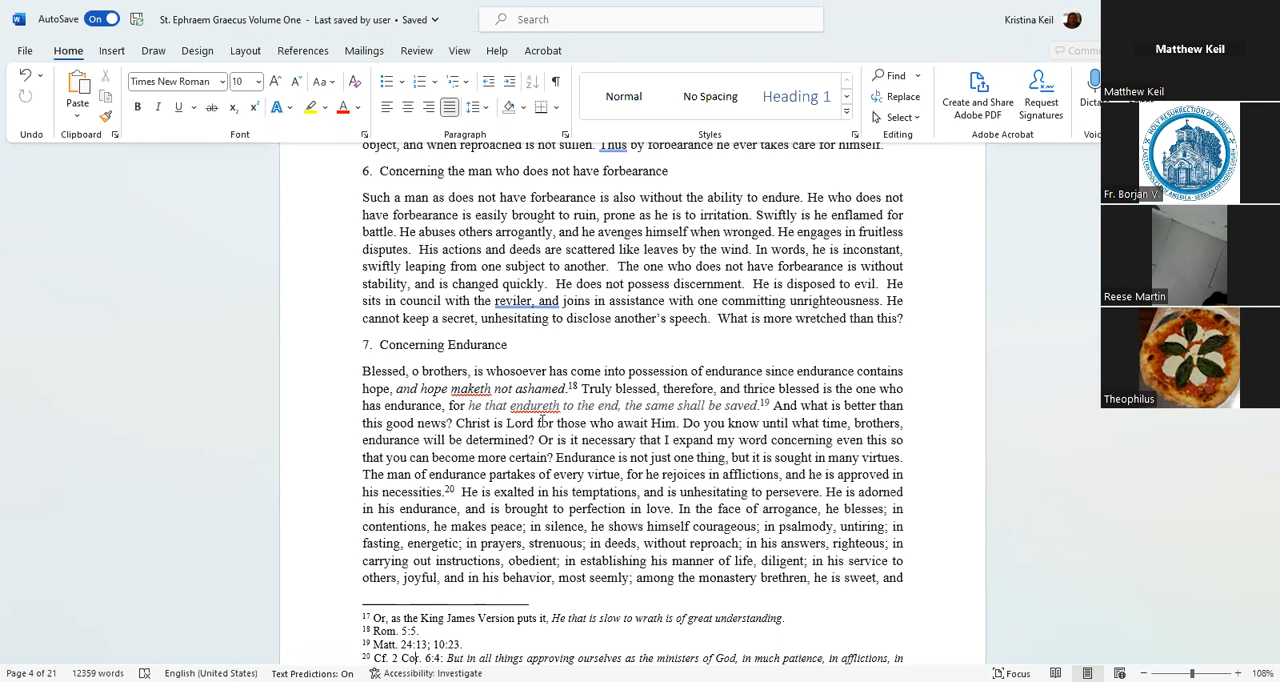 AutoSave On St. Ephraem Graecus Volume One - Last saved by user • Saved Search Kristina Keil
File Home Insert Draw Design Layout References Mailings Review View Help Acrobat Comm
Undo
Paste
Clipboard
Times New Roman 10
Font
Paragraph
Normal No Spacing Heading 1
Styles
Find
Replace
Select
Editing
Create and Share Adobe PDF
Request Signatures
Adobe Acrobat
Dicta
Voi
Matthew Keil
Matthew Keil
HOLY RESURRECTION OF CHRIST
EASTERN DIOCESE OF AMERICA - SERBIAN ORTHODOX
Fr. Borjan V.
Reese Martin
Theophilus
object, and when reproached is not sullen. Thus by forbearance he ever takes care for himself.
6. Concerning the man who does not have forbearance
Such a man as does not have forbearance is also without the ability to endure. He who does not
have forbearance is easily brought to ruin, prone as he is to irritation. Swiftly is he enflamed for
battle. He abuses others arrogantly, and he avenges himself when wronged. He engages in fruitless
disputes. His actions and deeds are scattered like leaves by the wind. In words, he is inconstant,
swiftly leaping from one subject to another. The one who does not have forbearance is without
stability, and is changed quickly. He does not possess discernment. He is disposed to evil. He
sits in council with the reviler, and joins in assistance with one committing unrighteousness. He
cannot keep a secret, unhesitating to disclose another's speech. What is more wretched than this?
7. Concerning Endurance
Blessed, o brothers, is whosoever has come into possession of endurance since endurance contains
hope, and hope maketh not ashamed.18 Truly blessed, therefore, and thrice blessed is the one who
has endurance, for he that endureth to the end, the same shall be saved.19 And what is better than
this good news? Christ is Lord for those who await Him. Do you know until what time, brothers,
endurance will be determined? Or is it necessary that I expand my word concerning even this so
that you can become more certain? Endurance is not just one thing, but it is sought in many virtues.
The man of endurance partakes of every virtue, for he rejoices in afflictions, and he is approved in
his necessities.20 He is exalted in his temptations, and is unhesitating to persevere. He is adorned
in his endurance, and is brought to perfection in love. In the face of arrogance, he blesses; in
contentions, he makes peace; in silence, he shows himself courageous; in psalmody, untiring; in
fasting, energetic; in prayers, strenuous; in deeds, without reproach; in his answers, righteous; in
carrying out instructions, obedient; in establishing his manner of life, diligent; in his service to
others, joyful, and in his behavior, most seemly; among the monastery brethren, he is sweet, and
17 Or, as the King James Version puts it, He that is slow to wrath is of great understanding.
18 Rom. 5:5.
19 Matt. 24:13; 10:23.
20 Cf. 2 Cor. 6:4: But in all things approving ourselves as the ministers of God, in much patience, in afflictions, in
Page 4 of 21 12359 words English (United States) Text Predictions: On Accessibility: Investigate Focus 108%